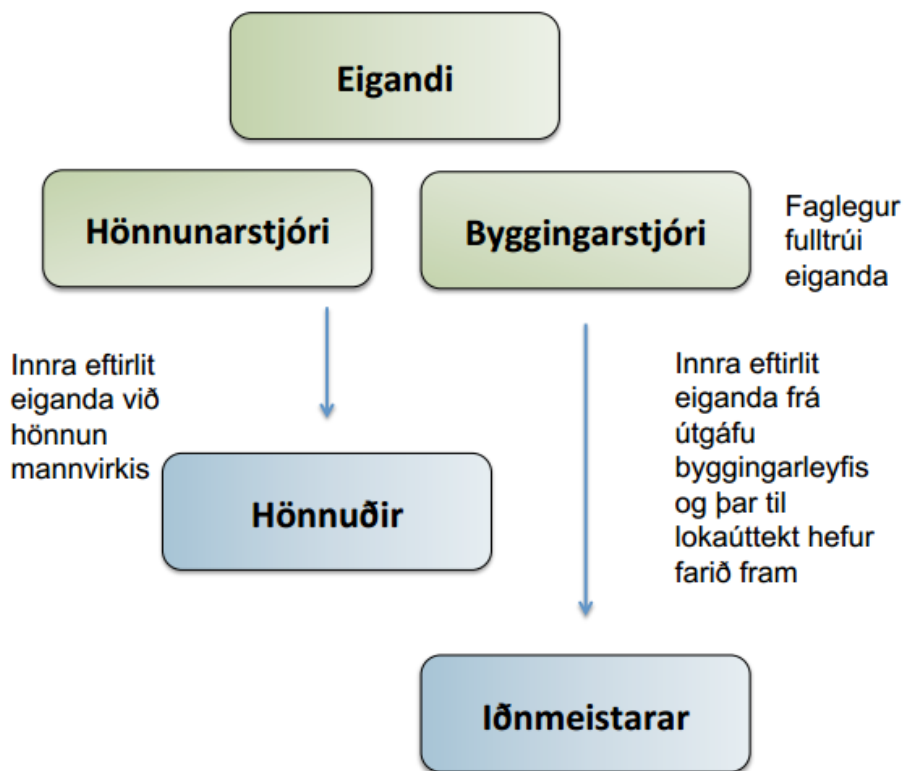 Eigandi
Hönnunarstjóri
Byggingarstjóri
Faglegur
fulltrúi
eiganda
Innra eftirlit
eiganda við
hönnun
mannvirkis
Innra eftirlit
eiganda frá
útgáfu
byggingarleyfis
og þar til
lokaúttekt hefur
farið fram
Hönnuðir
Iðnmeistarar